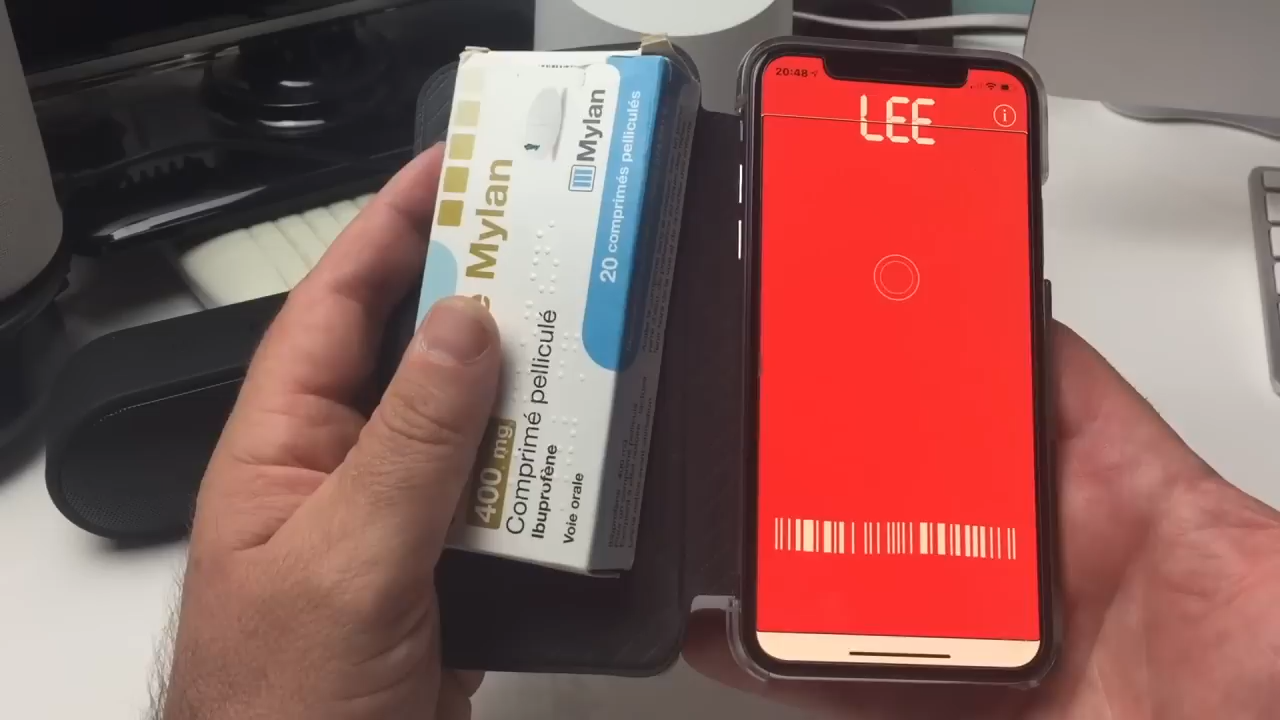 Mylan
Mylan
20 comprimés pelliculés
400 mg
Comprimé pelliculé
Ibuprofène
Voie orale
20:48
LEE
i